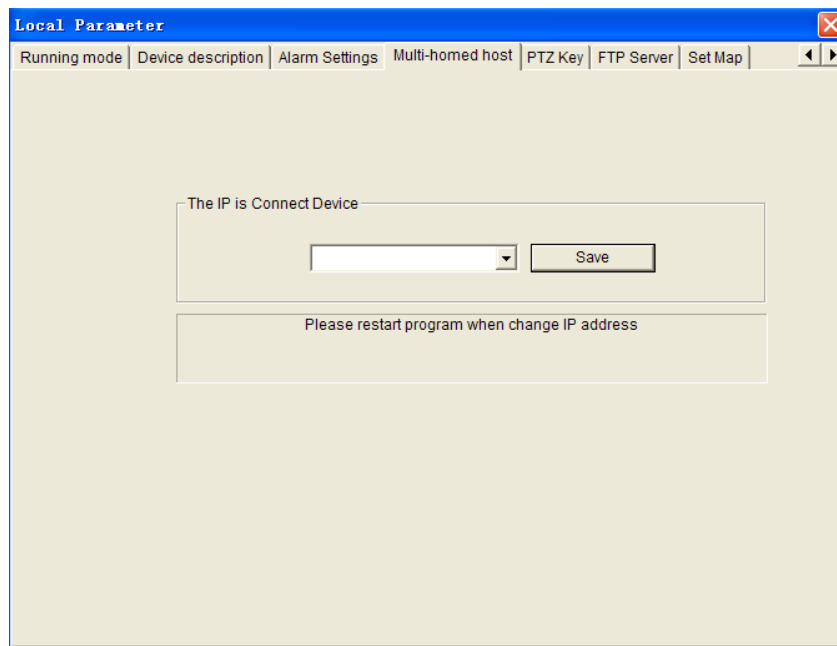 Local Parameter
Running mode Device description Alarm Settings Multi-homed host PTZ Key FTP Server Set Map
The IP is Connect Device
Save
Please restart program when change IP address